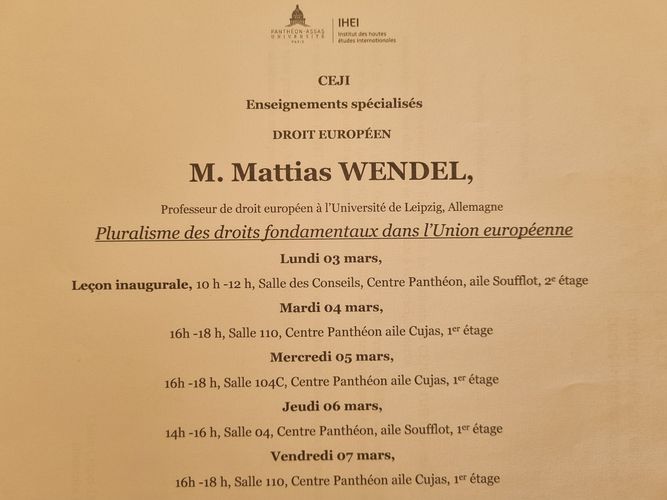 PANTHÉON-ASSAS
UNIVERSITÉ
PARIS
IHEI
Institut des hautes
études internationales
CEJI
Enseignements spécialisés
DROIT EUROPÉEN
M. Mattias WENDEL,
Professeur de droit européen à l'Université de Leipzig, Allemagne
Pluralisme des droits fondamentaux dans l'Union européenne
Lundi 03 mars,
Leçon inaugurale, 10 h -12 h, Salle des Conseils, Centre Panthéon, aile Soufflot, 2e étage
Mardi 04 mars,
16h -18 h, Salle 110, Centre Panthéon aile Cujas, 1er étage
Mercredi 05 mars,
16h -18 h, Salle 104C, Centre Panthéon aile Cujas, 1er étage
Jeudi 06 mars,
14h -16 h, Salle 04, Centre Panthéon, aile Soufflot, 1er étage
Vendredi 07 mars,
16h -18 h, Salle 110, Centre Panthéon aile Cujas, 1er étage